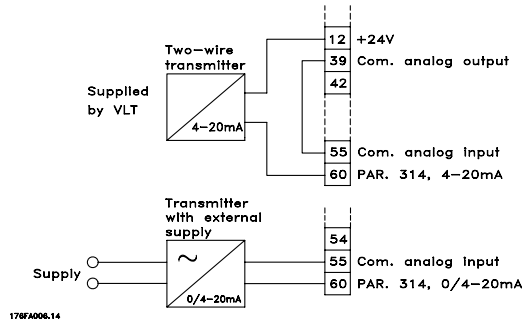 12 +24V
Two-wire
transmitter
39 Com. analog output
42
Supplied
by VLT
4-20mA
55 Com. analog input
60 PAR. 314, 4-20mA
Transmitter
with external
supply
54
~
55 Com. analog input
Supply
60 PAR. 314, 0/4-20mA
0/4-20mA
176FA006.14